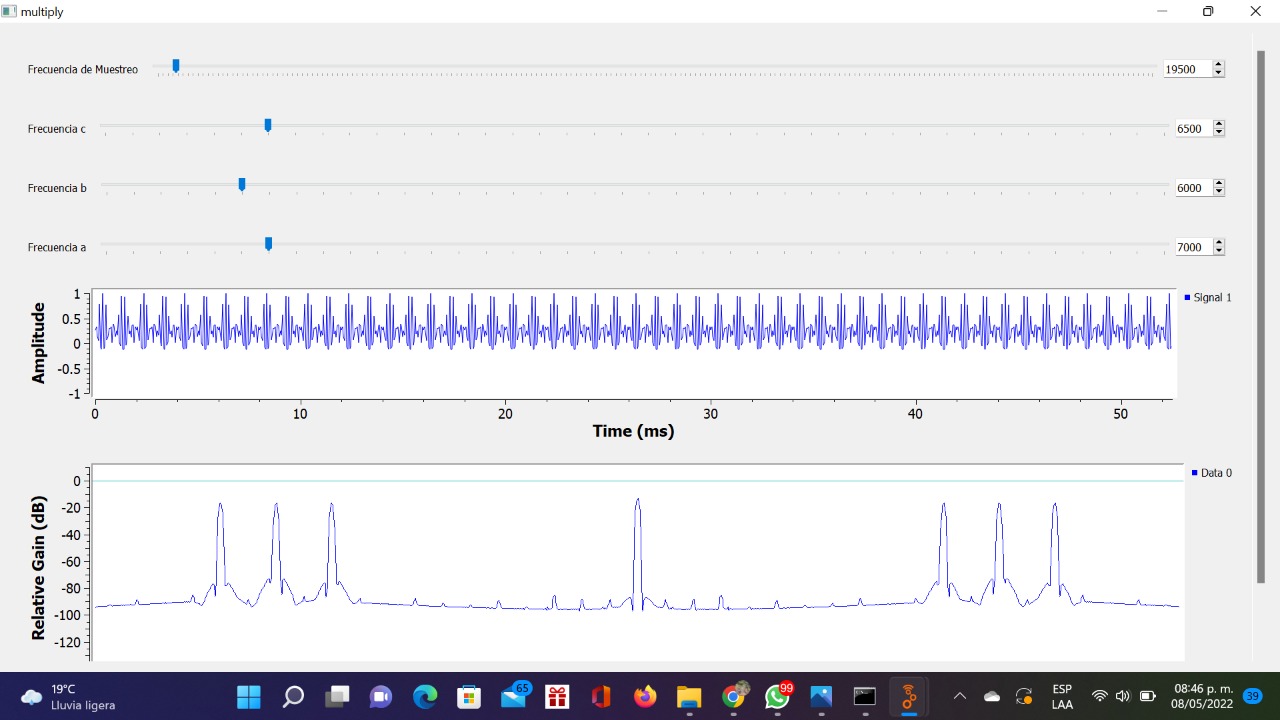 multiply
Frecuencia de Muestreo 19500
Frecuencia c 6500
Frecuencia b 6000
Frecuencia a 7000
Amplitude
1
0.5
0
-0.5
-1
Signal 1
0 10 20 30 40 50
Time (ms)
Relative Gain (dB)
0
-20
-40
-60
-80
-100
-120
Data 0
19°C
Lluvia ligera
65
99
ESP
LAA
08:46 p. m.
08/05/2022
39